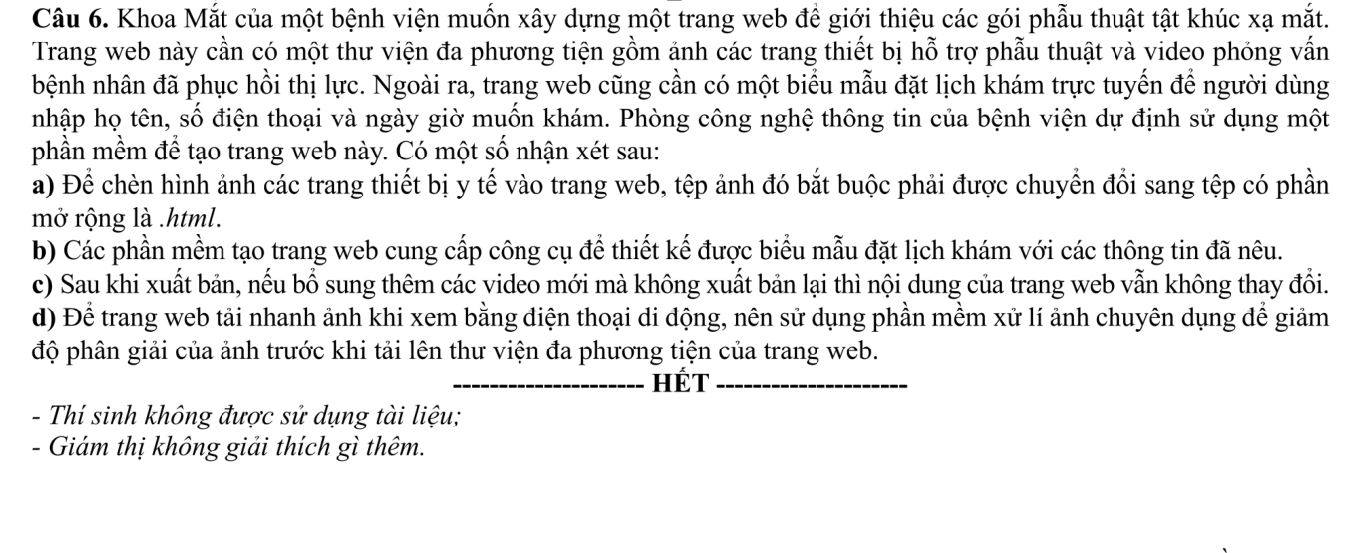 Câu 6. Khoa Mắt của một bệnh viện muốn xây dựng một trang web để giới thiệu các gói phẫu thuật tật khúc xạ mắt.
Trang web này cần có một thư viện đa phương tiện gồm ảnh các trang thiết bị hỗ trợ phẫu thuật và video phỏng vấn
bệnh nhân đã phục hồi thị lực. Ngoài ra, trang web cũng cần có một biểu mẫu đặt lịch khám trực tuyến để người dùng
nhập họ tên, số điện thoại và ngày giờ muốn khám. Phòng công nghệ thông tin của bệnh viện dự định sử dụng một
phần mềm để tạo trang web này. Có một số nhận xét sau:
a) Để chèn hình ảnh các trang thiết bị y tế vào trang web, tệp ảnh đó bắt buộc phải được chuyển đổi sang tệp có phần
mở rộng là .html.
b) Các phần mềm tạo trang web cung cấp công cụ để thiết kế được biểu mẫu đặt lịch khám với các thông tin đã nêu.
c) Sau khi xuất bản, nếu bổ sung thêm các video mới mà không xuất bản lại thì nội dung của trang web vẫn không thay đổi.
d) Để trang web tải nhanh ảnh khi xem bằng điện thoại di động, nên sử dụng phần mềm xử lí ảnh chuyên dụng để giảm
độ phân giải của ảnh trước khi tải lên thư viện đa phương tiện của trang web.
--------------------- HẾT ---------------------
- Thí sinh không được sử dụng tài liệu;
- Giám thị không giải thích gì thêm.